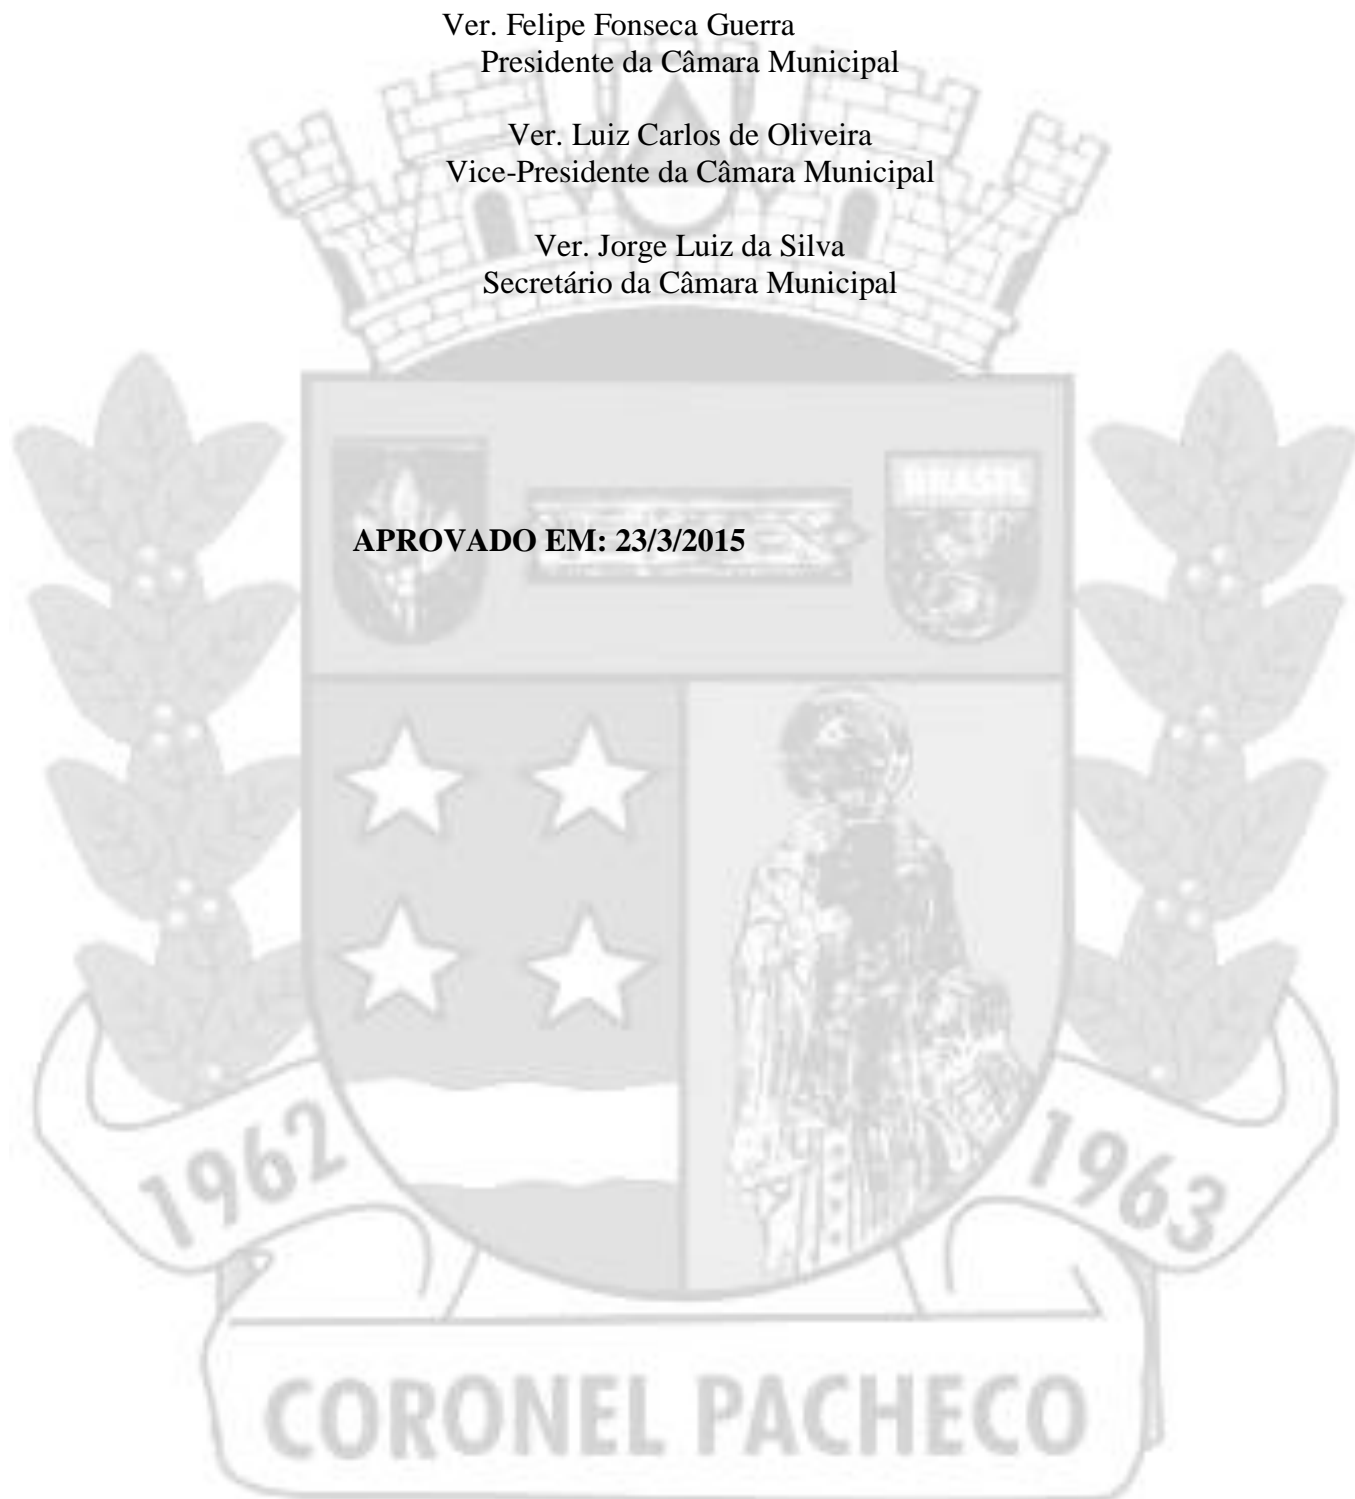 Ver. Felipe Fonseca Guerra
Presidente da Câmara Municipal
Ver. Luiz Carlos de Oliveira
Vice-Presidente da Câmara Municipal
Ver. Jorge Luiz da Silva
Secretário da Câmara Municipal
BRASIL
APROVADO EM: 23/3/2015
1962
1963
CORONEL PACHECO